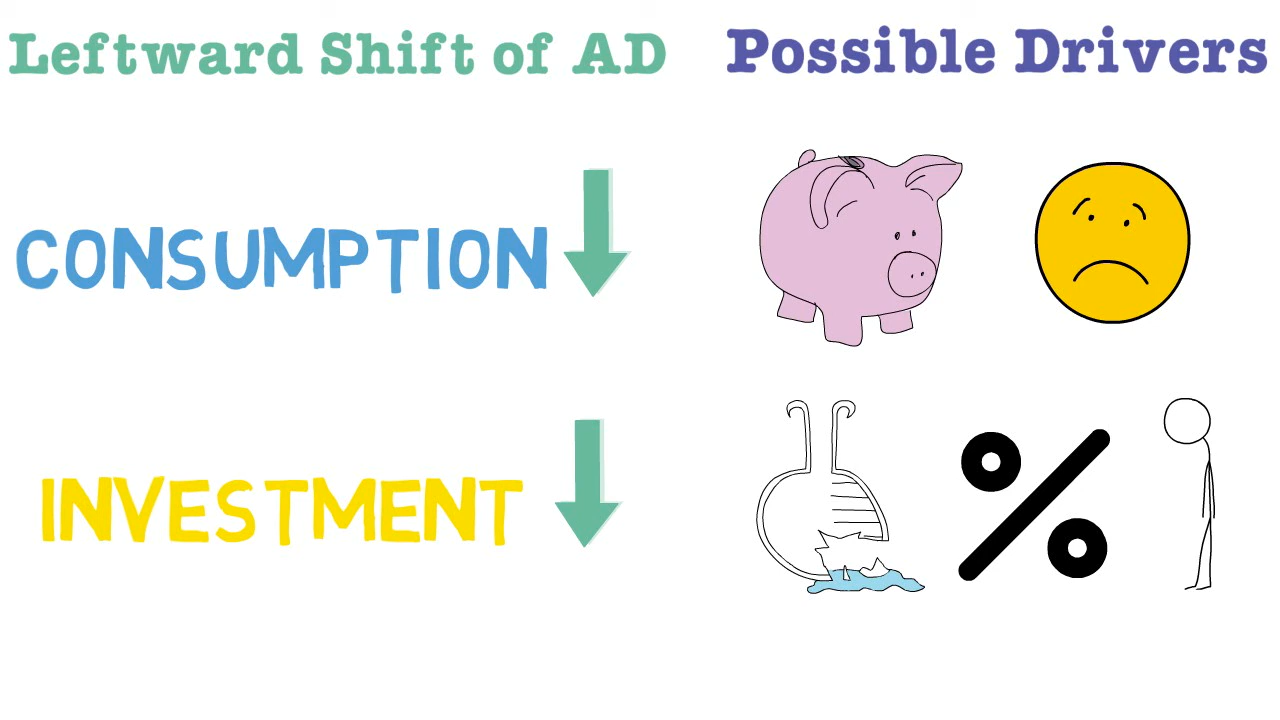 Leftward Shift of AD
Possible Drivers
CONSUMPTION
INVESTMENT
%